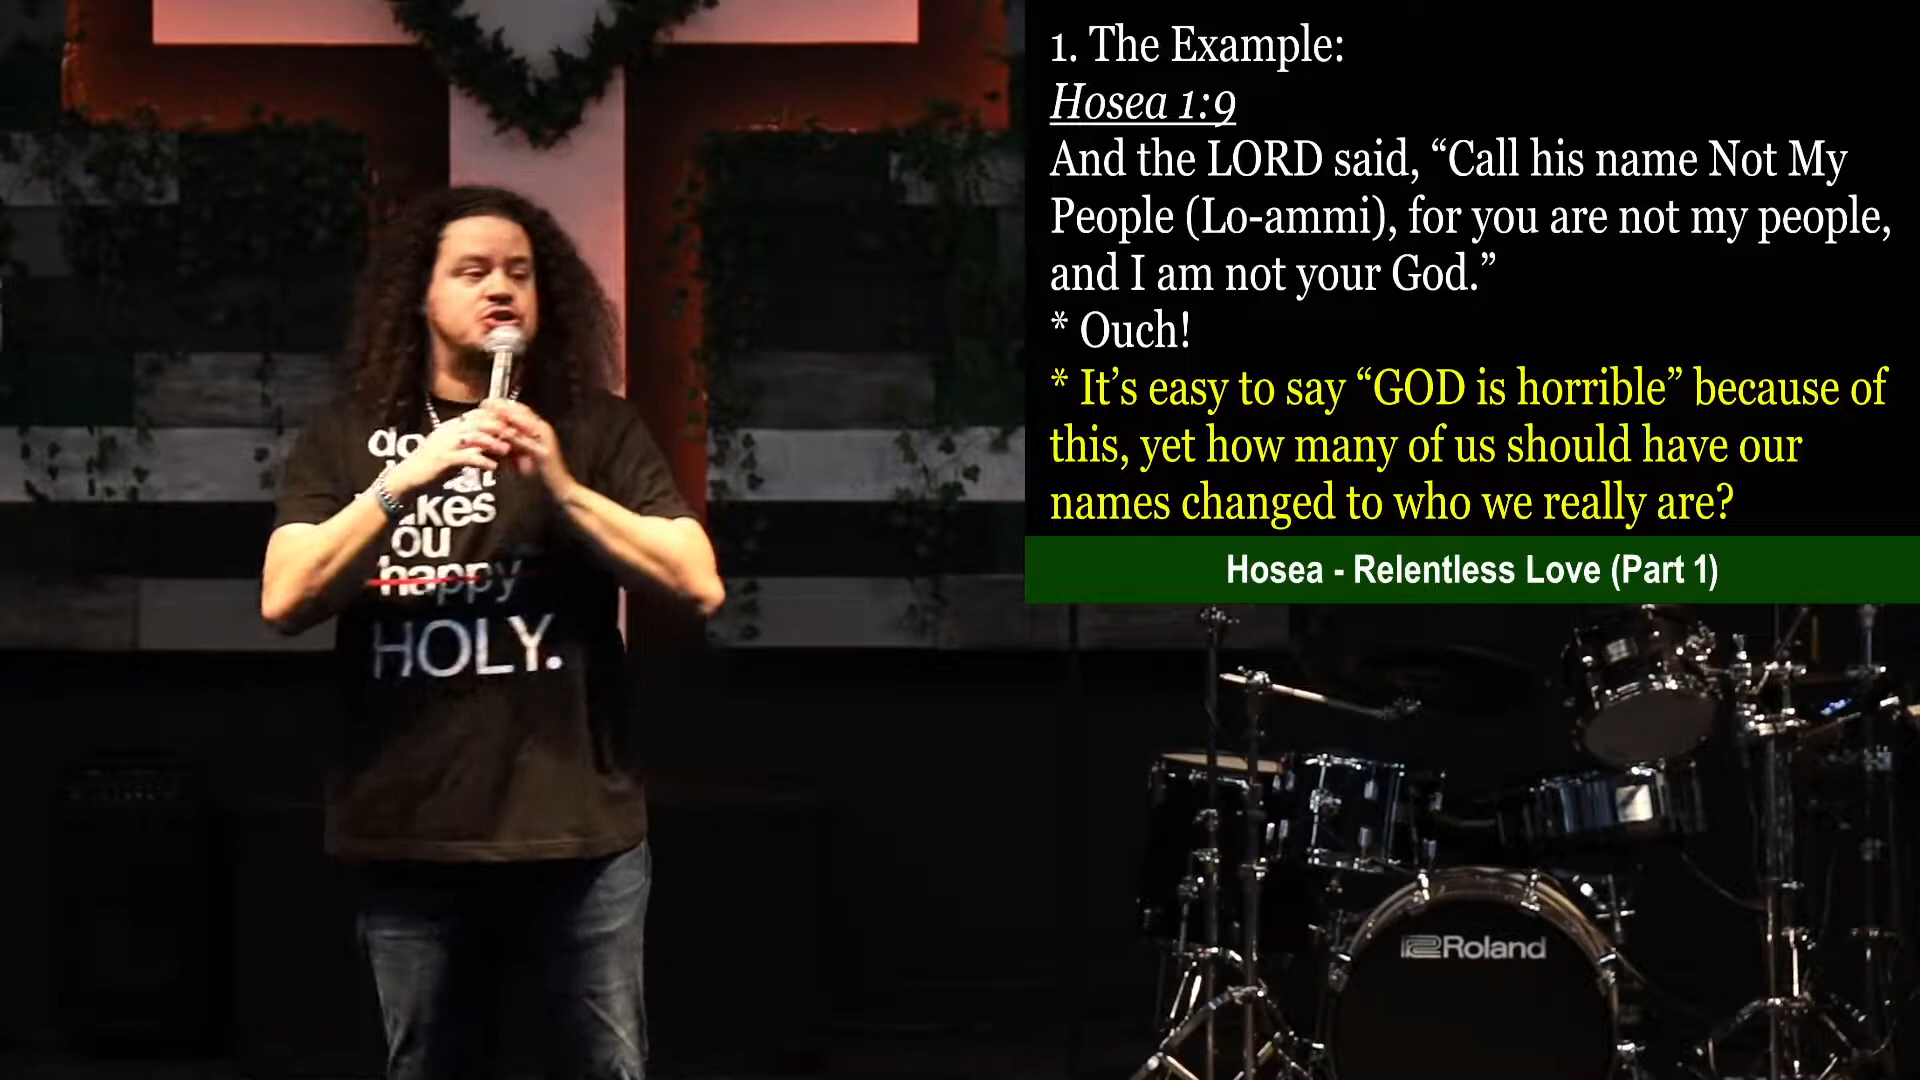 1. The Example:
Hosea 1:9
And the LORD said, “Call his name Not My
People (Lo-ammi), for you are not my people,
and I am not your God.”
* Ouch!
* It’s easy to say “GOD is horrible” because of
this, yet how many of us should have our
names changed to who we really are?
Hosea - Relentless Love (Part 1)
happy
HOLY.
Roland